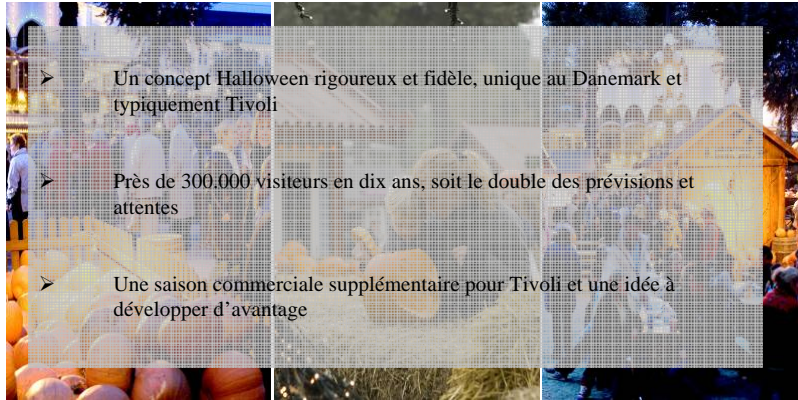 ➢ Un concept Halloween rigoureux et fidèle, unique au Danemark et
typiquement Tivoli
➢ Près de 300.000 visiteurs en dix ans, soit le double des prévisions et
attentes
➢ Une saison commerciale supplémentaire pour Tivoli et une idée à
développer d’avantage